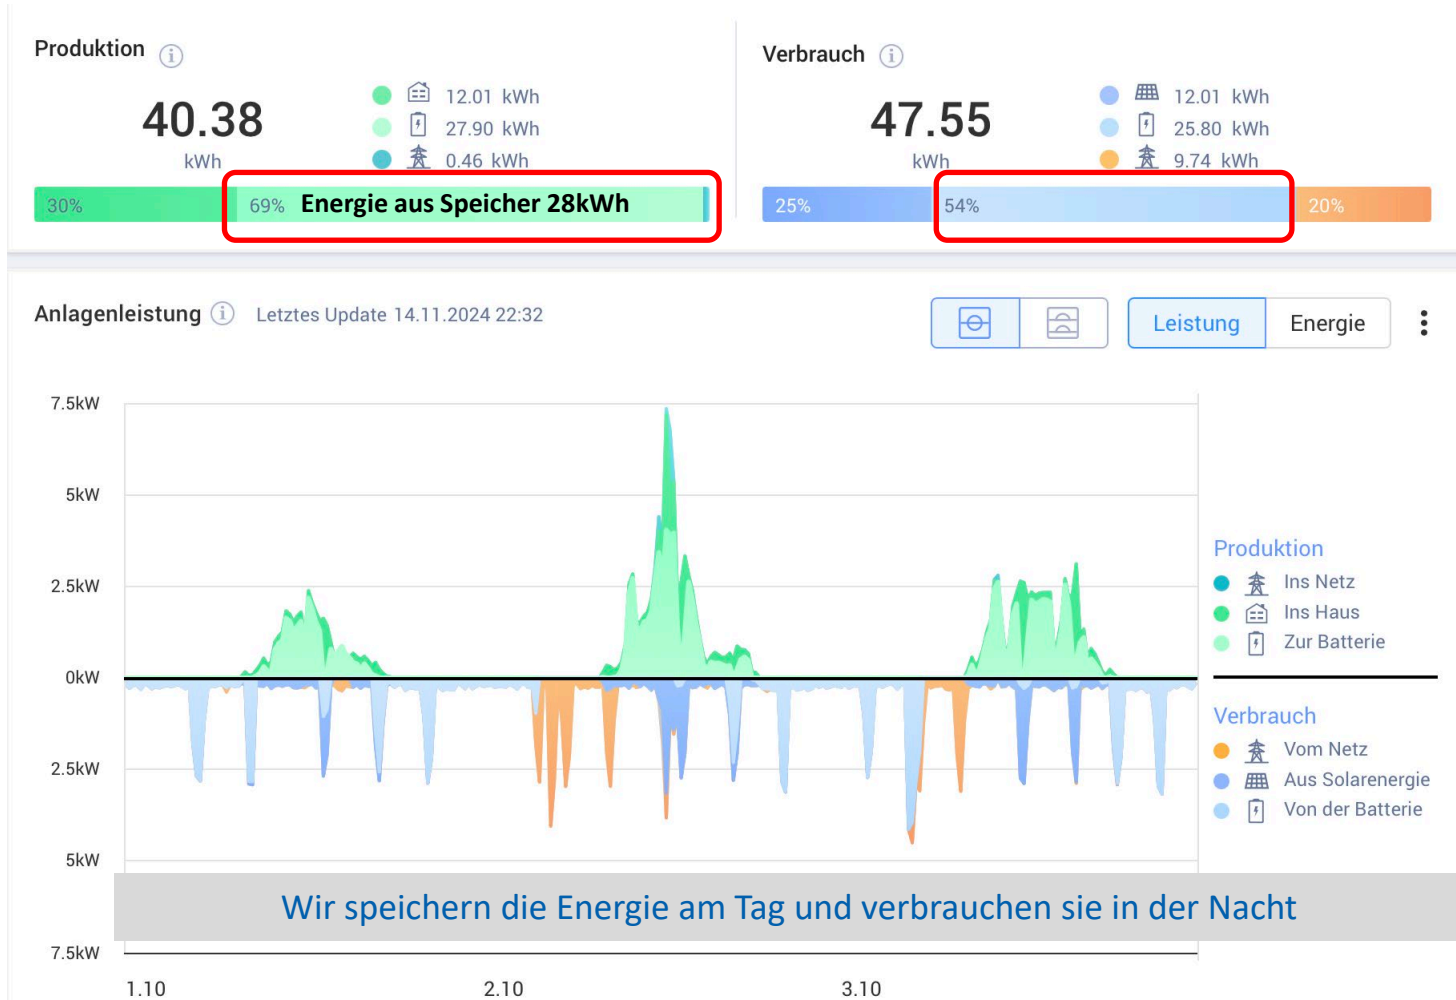 Produktion
40.38
kWh
12.01 kWh
27.90 kWh
0.46 kWh
30%
69% Energie aus Speicher 28kWh
Verbrauch
47.55
kWh
12.01 kWh
25.80 kWh
9.74 kWh
25%
54%
20%
Anlagenleistung Letztes Update 14.11.2024 22:32
Leistung Energie
7.5kW
5kW
2.5kW
0kW
2.5kW
5kW
7.5kW
Produktion
Ins Netz
Ins Haus
Zur Batterie
Verbrauch
Vom Netz
Aus Solarenergie
Von der Batterie
Wir speichern die Energie am Tag und verbrauchen sie in der Nacht
1.10 2.10 3.10